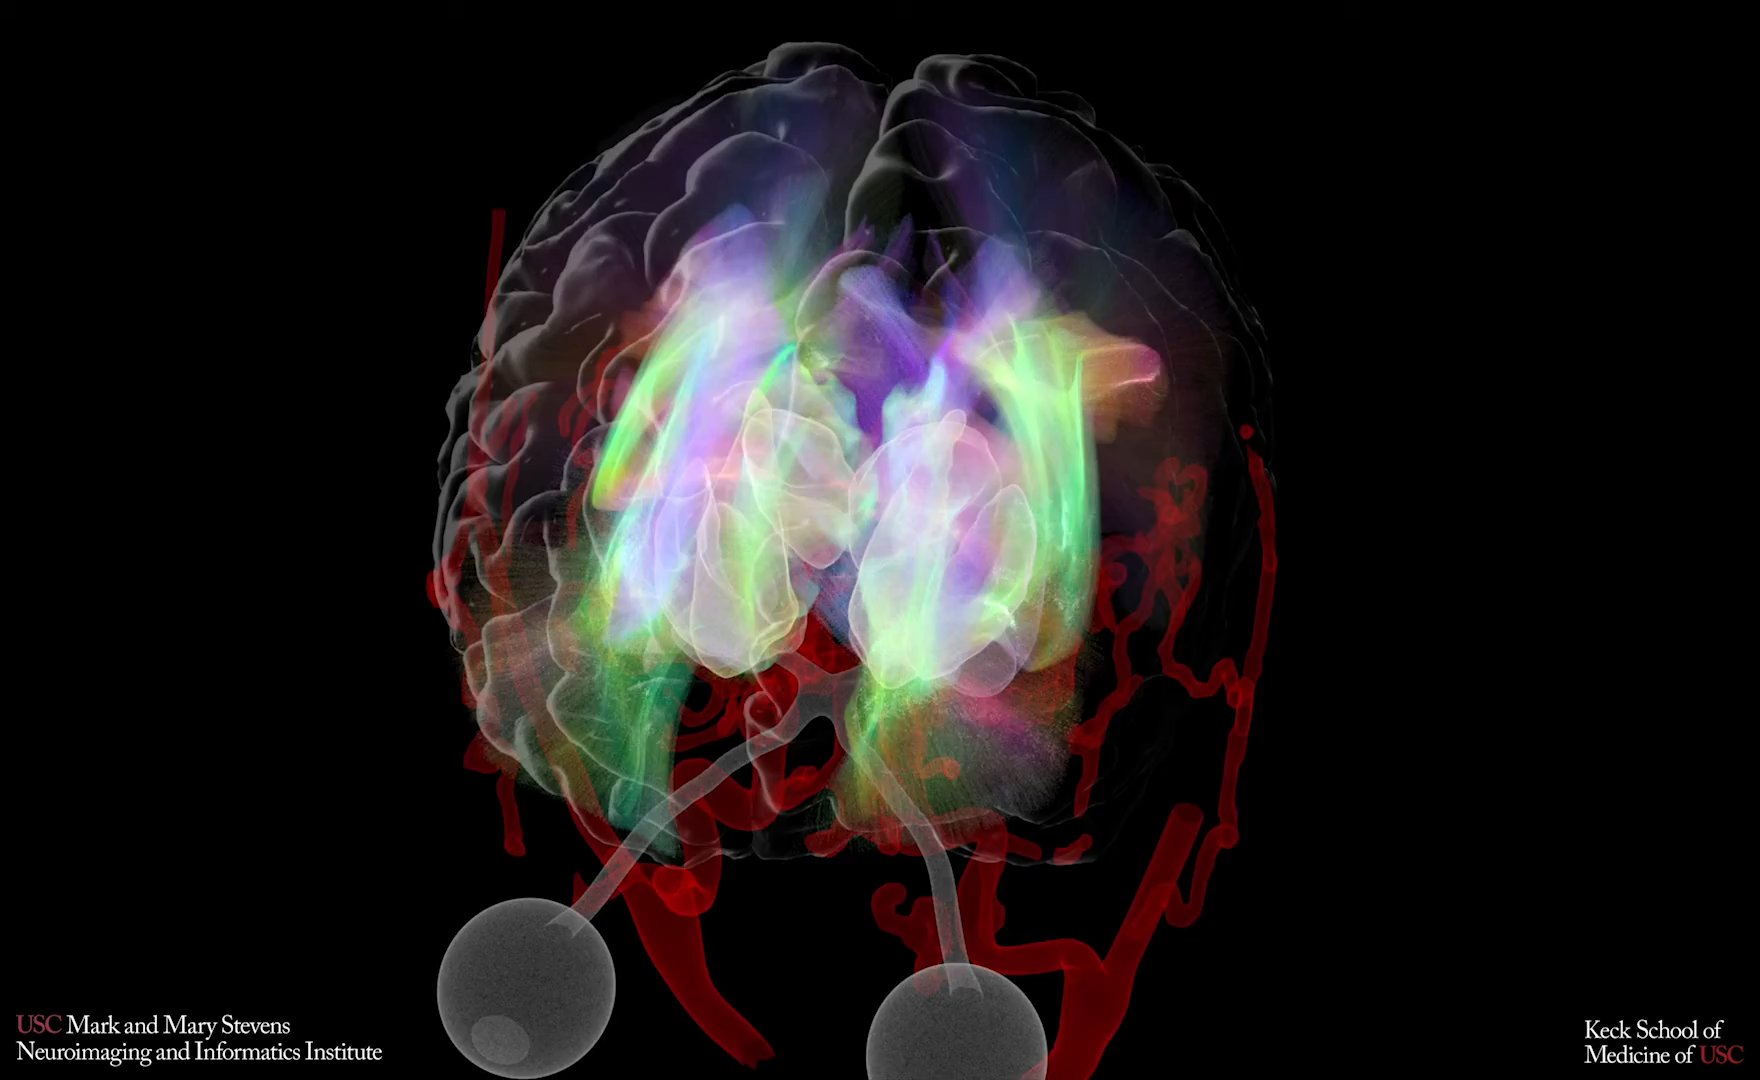 USC Mark and Mary Stevens
Neuroimaging and Informatics Institute
Keck School of
Medicine of USC